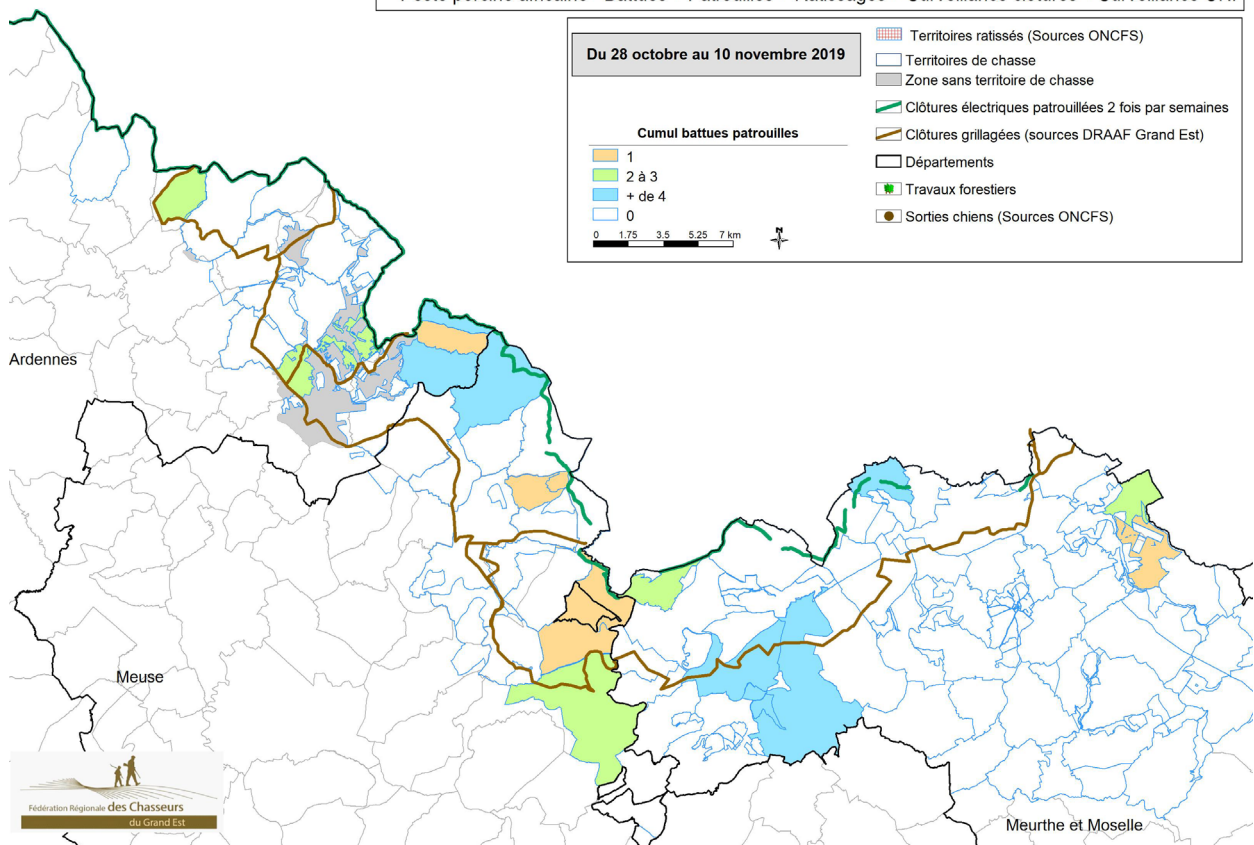 Du 28 octobre au 10 novembre 2019
Cumul battues patrouilles
1
2 à 3
+ de 4
0
0 1.75 3.5 5.25 7 km
N
Territoires ratissés (Sources ONCFS)
Territoires de chasse
Zone sans territoire de chasse
Clôtures électriques patrouillées 2 fois par semaines
Clôtures grillagées (sources DRAAF Grand Est)
Départements
Travaux forestiers
Sorties chiens (Sources ONCFS)
Ardennes
Meuse
Meurthe et Moselle
Fédération Régionale des Chasseurs
du Grand Est